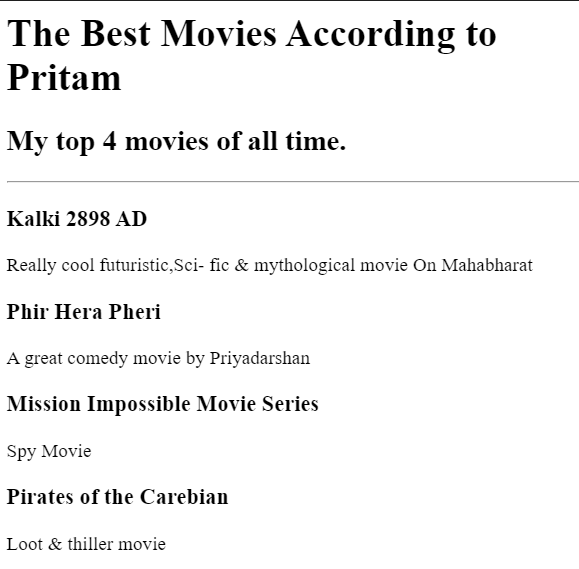 The Best Movies According to
Pritam
My top 4 movies of all time.
Kalki 2898 AD
Really cool futuristic,Sci- fic & mythological movie On Mahabharat
Phir Hera Pheri
A great comedy movie by Priyadarshan
Mission Impossible Movie Series
Spy Movie
Pirates of the Carebian
Loot & thiller movie